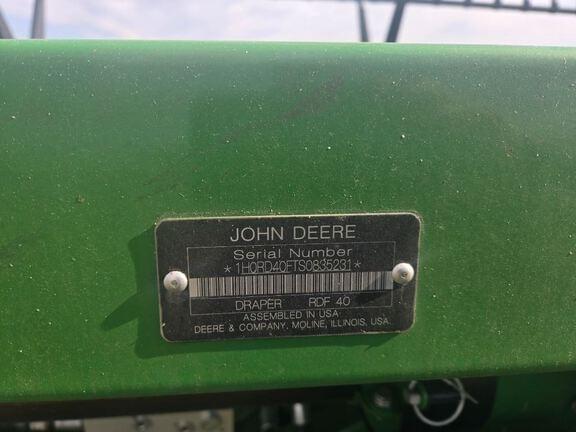 JOHN DEERE
Serial Number
*1H0RD40FTS0835231*
DRAPER RDF 40
ASSEMBLED IN USA
DEERE & COMPANY, MOLINE, ILLINOIS, USA.